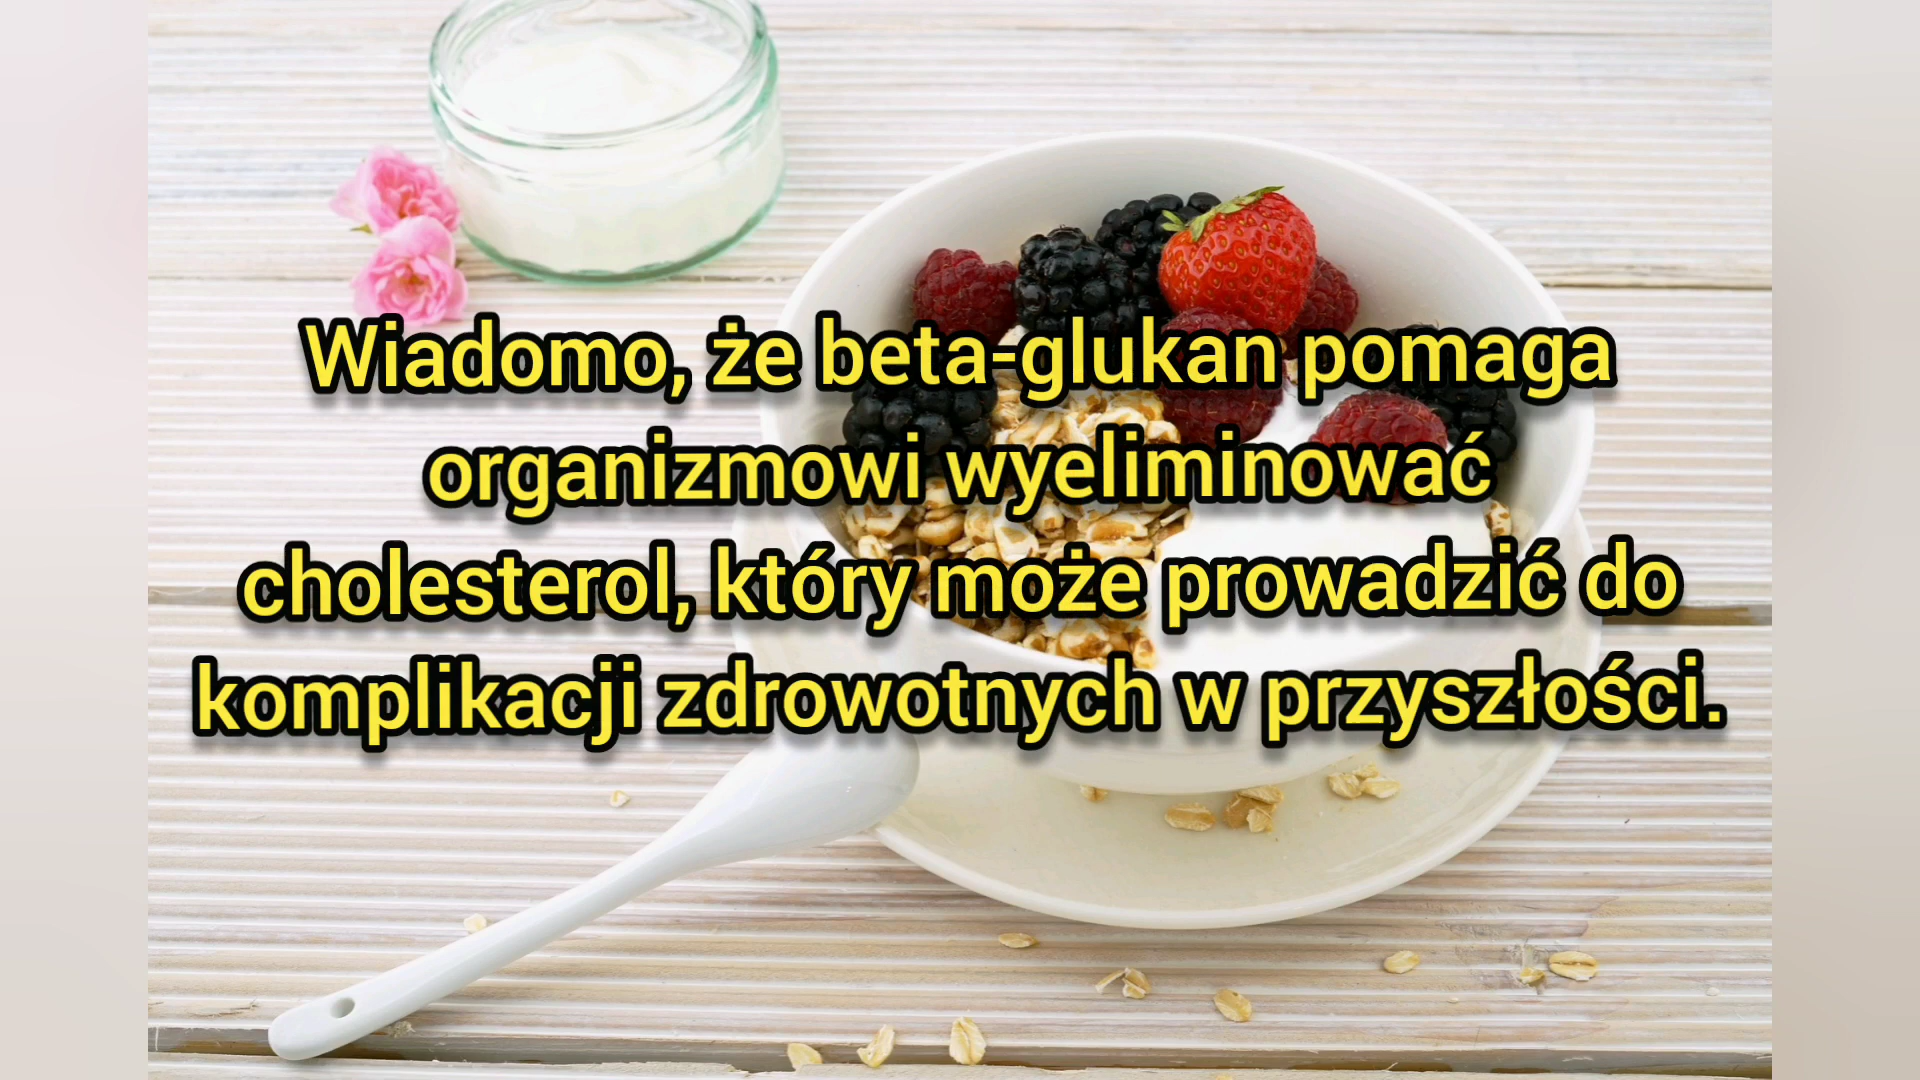 Wiadomo, że beta-glukan pomaga
organizmowi wyeliminować
cholesterol, który może prowadzić do
komplikacji zdrowotnych w przyszłości.